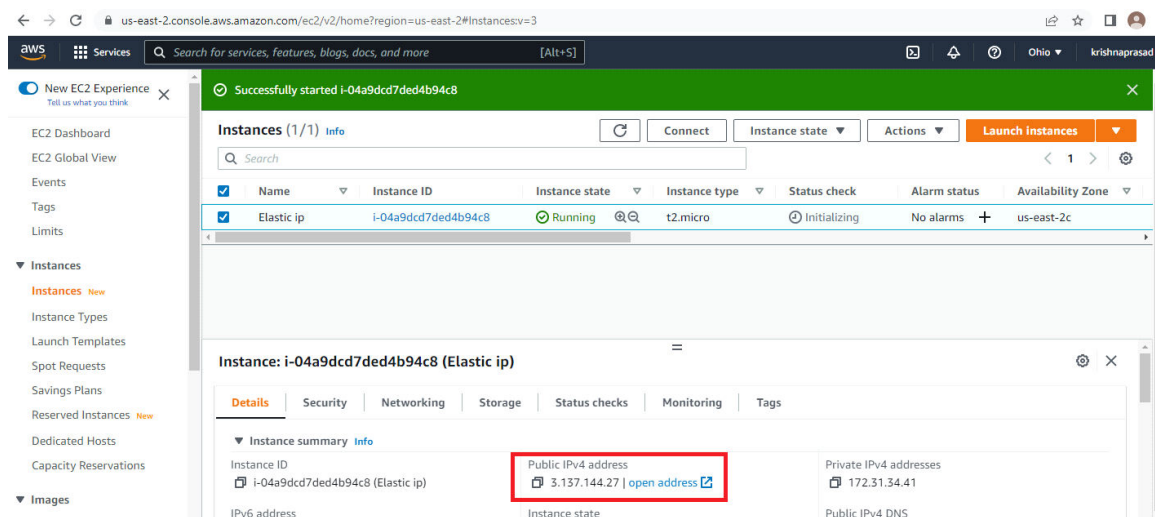 us-east-2.console.aws.amazon.com/ec2/v2/home?region=us-east-2#Instances:v=3
aws Services Search for services, features, blogs, docs, and more [Alt+S] Ohio krishnaprasad
New EC2 Experience
Tell us what you think
EC2 Dashboard
EC2 Global View
Events
Tags
Limits
Instances
Instances New
Instance Types
Launch Templates
Spot Requests
Savings Plans
Reserved Instances New
Dedicated Hosts
Capacity Reservations
Images
Successfully started i-04a9dcd7ded4b94c8
Instances (1/1) Info Connect Instance state Actions Launch instances
Search 1
Name Instance ID Instance state Instance type Status check Alarm status Availability Zone
Elastic ip i-04a9dcd7ded4b94c8 Running t2.micro Initializing No alarms + us-east-2c
Instance: i-04a9dcd7ded4b94c8 (Elastic ip)
Details Security Networking Storage Status checks Monitoring Tags
Instance summary Info
Instance ID Public IPv4 address Private IPv4 addresses
i-04a9dcd7ded4b94c8 (Elastic ip) 3.137.144.27 | open address 172.31.34.41
IPv6 address Instance state Public IPv4 DNS